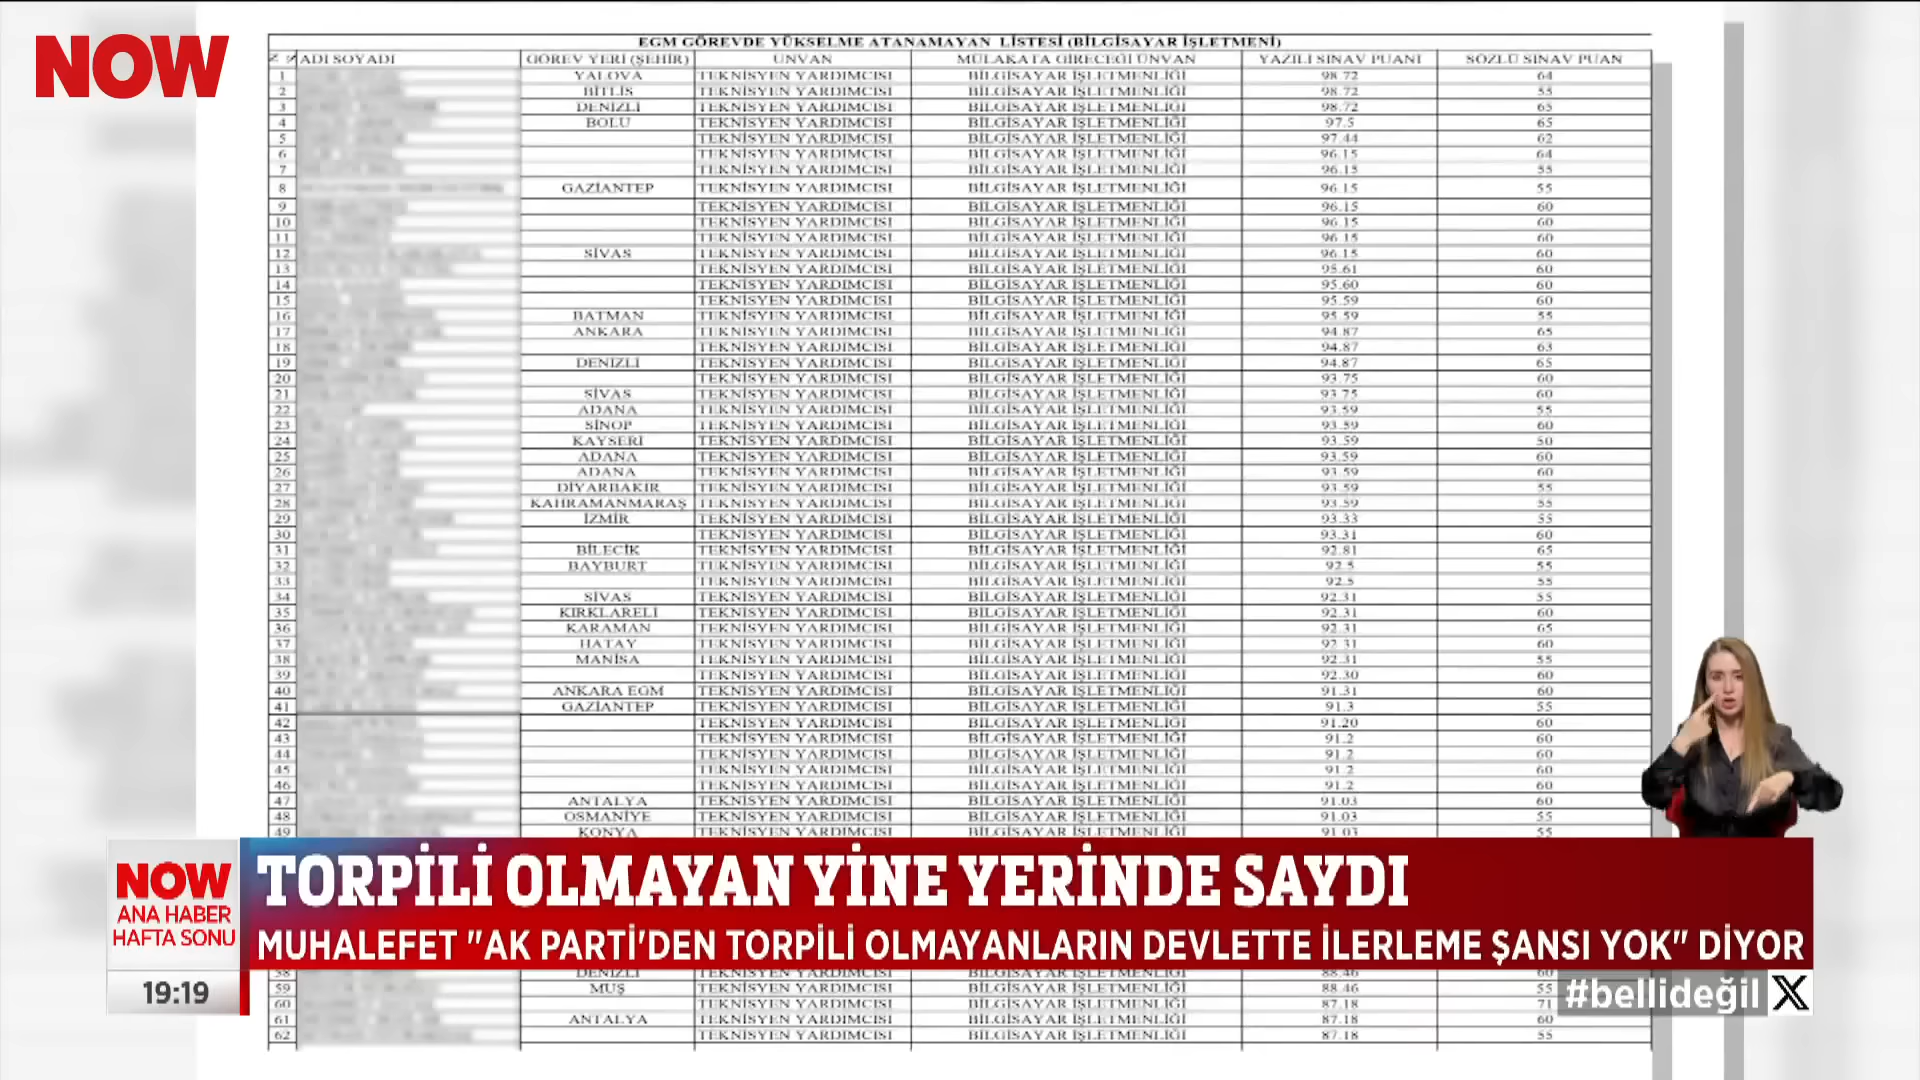 NOW
EGM GÖREVDE YÜKSELME ATANAMAYAN LİSTESİ (BİLGİSAYAR İŞLETMENİ)
ADI SOYADI GÖREV YERİ (ŞEHİR) UNVAN MÜLAKATA GİRECEĞİ ÜNVAN YAZILI SINAV PUANI SÖZLÜ SINAV PUAN
1 YALOVA TEKNİSYEN YARDIMCISI BİLGİSAYAR İŞLETMENLİĞİ 98.72 64
2 BİTLİS TEKNİSYEN YARDIMCISI BİLGİSAYAR İŞLETMENLİĞİ 98.72 55
3 DENİZLİ TEKNİSYEN YARDIMCISI BİLGİSAYAR İŞLETMENLİĞİ 98.72 65
4 BOLU TEKNİSYEN YARDIMCISI BİLGİSAYAR İŞLETMENLİĞİ 97.5 65
5 TEKNİSYEN YARDIMCISI BİLGİSAYAR İŞLETMENLİĞİ 97.44 62
6 TEKNİSYEN YARDIMCISI BİLGİSAYAR İŞLETMENLİĞİ 96.15 64
7 TEKNİSYEN YARDIMCISI BİLGİSAYAR İŞLETMENLİĞİ 96.15 55
8 GAZİANTEP TEKNİSYEN YARDIMCISI BİLGİSAYAR İŞLETMENLİĞİ 96.15 55
9 TEKNİSYEN YARDIMCISI BİLGİSAYAR İŞLETMENLİĞİ 96.15 60
10 TEKNİSYEN YARDIMCISI BİLGİSAYAR İŞLETMENLİĞİ 96.15 60
11 TEKNİSYEN YARDIMCISI BİLGİSAYAR İŞLETMENLİĞİ 96.15 60
12 SİVAS TEKNİSYEN YARDIMCISI BİLGİSAYAR İŞLETMENLİĞİ 96.15 60
13 TEKNİSYEN YARDIMCISI BİLGİSAYAR İŞLETMENLİĞİ 95.61 60
14 TEKNİSYEN YARDIMCISI BİLGİSAYAR İŞLETMENLİĞİ 95.60 60
15 TEKNİSYEN YARDIMCISI BİLGİSAYAR İŞLETMENLİĞİ 95.59 60
16 BATMAN TEKNİSYEN YARDIMCISI BİLGİSAYAR İŞLETMENLİĞİ 95.59 55
17 ANKARA TEKNİSYEN YARDIMCISI BİLGİSAYAR İŞLETMENLİĞİ 94.87 65
18 TEKNİSYEN YARDIMCISI BİLGİSAYAR İŞLETMENLİĞİ 94.87 63
19 DENİZLİ TEKNİSYEN YARDIMCISI BİLGİSAYAR İŞLETMENLİĞİ 94.87 65
20 TEKNİSYEN YARDIMCISI BİLGİSAYAR İŞLETMENLİĞİ 93.75 60
21 SİVAS TEKNİSYEN YARDIMCISI BİLGİSAYAR İŞLETMENLİĞİ 93.75 60
22 ADANA TEKNİSYEN YARDIMCISI BİLGİSAYAR İŞLETMENLİĞİ 93.59 55
23 SİNOP TEKNİSYEN YARDIMCISI BİLGİSAYAR İŞLETMENLİĞİ 93.59 60
24 KAYSERİ TEKNİSYEN YARDIMCISI BİLGİSAYAR İŞLETMENLİĞİ 93.59 50
25 ADANA TEKNİSYEN YARDIMCISI BİLGİSAYAR İŞLETMENLİĞİ 93.59 60
26 ADANA TEKNİSYEN YARDIMCISI BİLGİSAYAR İŞLETMENLİĞİ 93.59 60
27 DİYARBAKIR TEKNİSYEN YARDIMCISI BİLGİSAYAR İŞLETMENLİĞİ 93.59 55
28 KAHRAMANMARAŞ TEKNİSYEN YARDIMCISI BİLGİSAYAR İŞLETMENLİĞİ 93.59 55
29 İZMİR TEKNİSYEN YARDIMCISI BİLGİSAYAR İŞLETMENLİĞİ 93.33 55
30 TEKNİSYEN YARDIMCISI BİLGİSAYAR İŞLETMENLİĞİ 93.31 60
31 BİLECİK TEKNİSYEN YARDIMCISI BİLGİSAYAR İŞLETMENLİĞİ 92.81 65
32 BAYBURT TEKNİSYEN YARDIMCISI BİLGİSAYAR İŞLETMENLİĞİ 92.5 55
33 TEKNİSYEN YARDIMCISI BİLGİSAYAR İŞLETMENLİĞİ 92.5 55
34 SİVAS TEKNİSYEN YARDIMCISI BİLGİSAYAR İŞLETMENLİĞİ 92.31 55
35 KIRKLARELİ TEKNİSYEN YARDIMCISI BİLGİSAYAR İŞLETMENLİĞİ 92.31 60
36 KARAMAN TEKNİSYEN YARDIMCISI BİLGİSAYAR İŞLETMENLİĞİ 92.31 65
37 HATAY TEKNİSYEN YARDIMCISI BİLGİSAYAR İŞLETMENLİĞİ 92.31 60
38 MANİSA TEKNİSYEN YARDIMCISI BİLGİSAYAR İŞLETMENLİĞİ 92.31 55
39 TEKNİSYEN YARDIMCISI BİLGİSAYAR İŞLETMENLİĞİ 92.30 60
40 ANKARA EGM TEKNİSYEN YARDIMCISI BİLGİSAYAR İŞLETMENLİĞİ 91.31 60
41 GAZİANTEP TEKNİSYEN YARDIMCISI BİLGİSAYAR İŞLETMENLİĞİ 91.3 55
42 TEKNİSYEN YARDIMCISI BİLGİSAYAR İŞLETMENLİĞİ 91.20 60
43 TEKNİSYEN YARDIMCISI BİLGİSAYAR İŞLETMENLİĞİ 91.2 60
44 TEKNİSYEN YARDIMCISI BİLGİSAYAR İŞLETMENLİĞİ 91.2 60
45 TEKNİSYEN YARDIMCISI BİLGİSAYAR İŞLETMENLİĞİ 91.2 60
46 TEKNİSYEN YARDIMCISI BİLGİSAYAR İŞLETMENLİĞİ 91.2 60
47 ANTALYA TEKNİSYEN YARDIMCISI BİLGİSAYAR İŞLETMENLİĞİ 91.03 60
48 OSMANİYE TEKNİSYEN YARDIMCISI BİLGİSAYAR İŞLETMENLİĞİ 91.03 55
49 KONYA TEKNİSYEN YARDIMCISI BİLGİSAYAR İŞLETMENLİĞİ 91.03 55
NOW
ANA HABER
HAFTA SONU
19:19
TORPİLİ OLMAYAN YİNE YERİNDE SAYDI
MUHALEFET "AK PARTİ'DEN TORPİLİ OLMAYANLARIN DEVLETTE İLERLEME ŞANSI YOK" DİYOR
58 DENİZLİ TEKNİSYEN YARDIMCISI BİLGİSAYAR İŞLETMENLİĞİ 88.46 60
59 MUŞ TEKNİSYEN YARDIMCISI BİLGİSAYAR İŞLETMENLİĞİ 88.46 55
60 TEKNİSYEN YARDIMCISI BİLGİSAYAR İŞLETMENLİĞİ 87.18 71
61 ANTALYA TEKNİSYEN YARDIMCISI BİLGİSAYAR İŞLETMENLİĞİ 87.18 60
62 TEKNİSYEN YARDIMCISI BİLGİSAYAR İŞLETMENLİĞİ 87.18 55
#bellideğil X